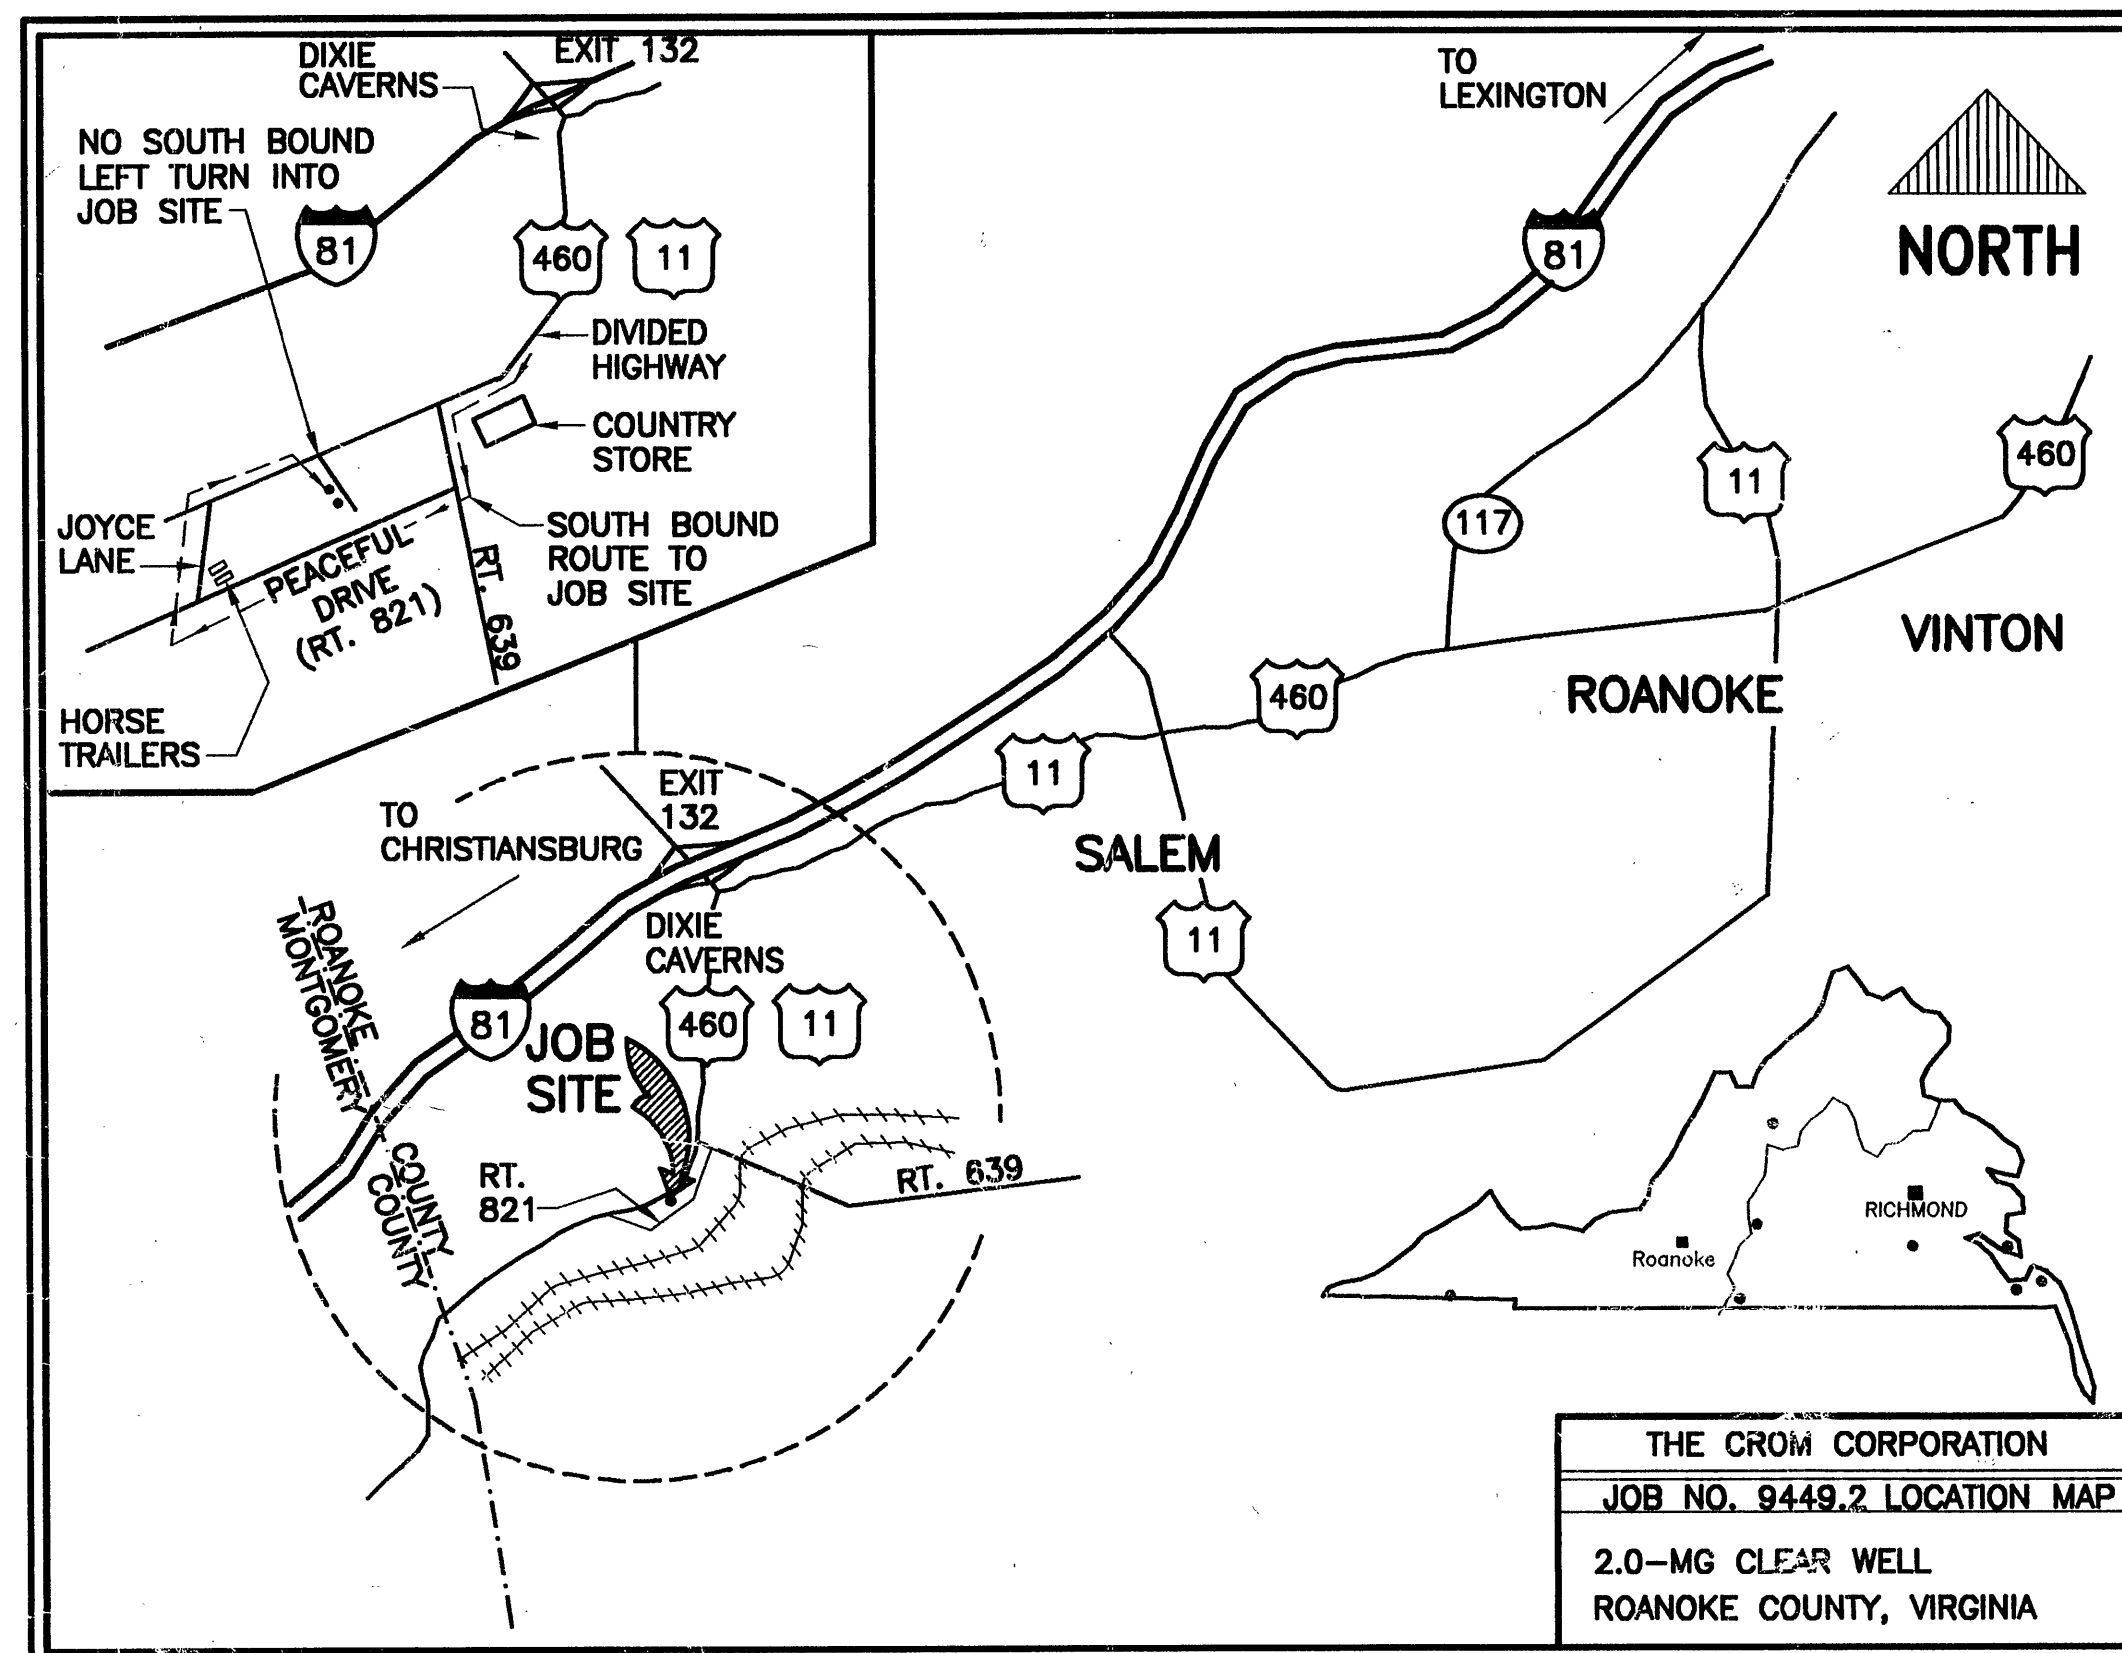 DIXIE
CAVERNS
EXIT 132
NO SOUTH BOUND
LEFT TURN INTO
JOB SITE
81
460
11
DIVIDED
HIGHWAY
COUNTRY
STORE
JOYCE
LANE
PEACEFUL
DRIVE
(RT. 821)
RT. 639
SOUTH BOUND
ROUTE TO
JOB SITE
HORSE
TRAILERS
TO
LEXINGTON
81
NORTH
117
11
460
VINTON
ROANOKE
460
11
SALEM
11
EXIT
132
TO
CHRISTIANSBURG
DIXIE
CAVERNS
ROANOKE COUNTY
MONTGOMERY COUNTY
81
460
11
JOB
SITE
RT.
821
RT. 639
RICHMOND
Roanoke
THE CROM CORPORATION
JOB NO. 9449.2 LOCATION MAP
2.0-MG CLEAR WELL
ROANOKE COUNTY, VIRGINIA